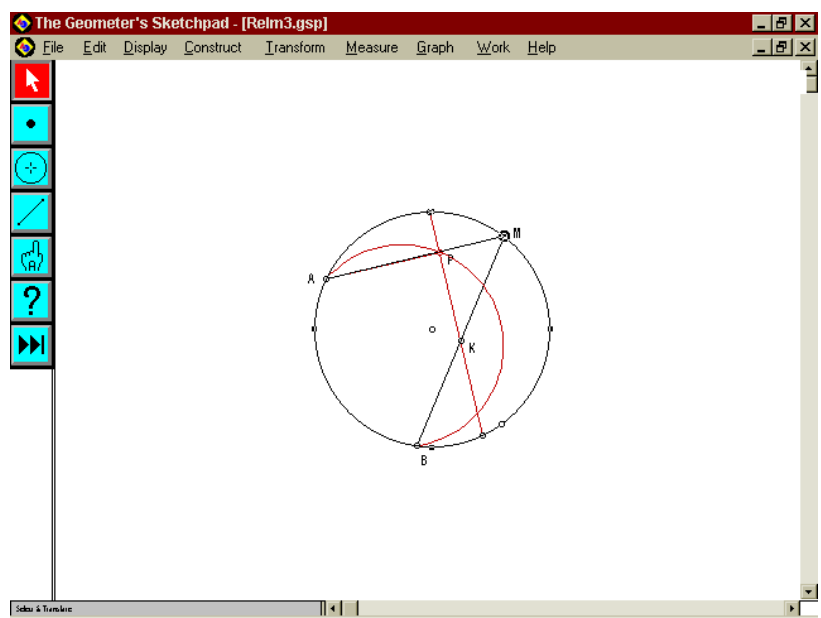 The Geometer's Sketchpad - [Relm3.gsp]
File Edit Display Construct Transform Measure Graph Work Help
A
?
M
A
P
K
B
Select & Translate